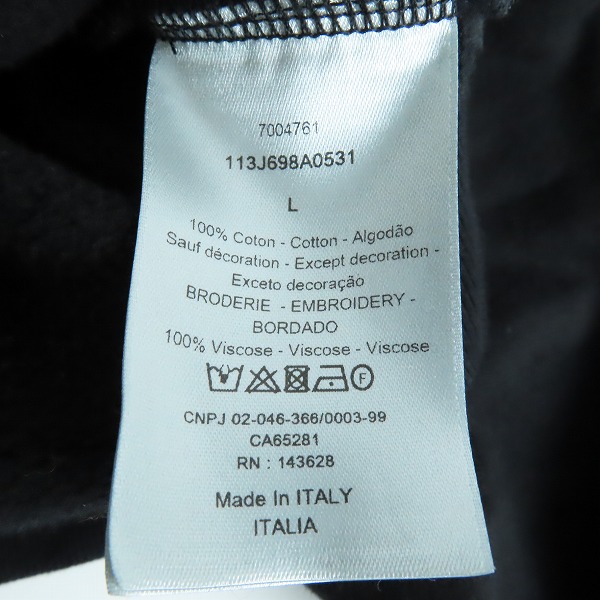 7004761
113J698A0531
L
100% Coton - Cotton - Algodão
Sauf décoration - Except decoration -
Exceto decoração
BRODERIE - EMBROIDERY -
BORDADO
100% Viscose - Viscose - Viscose
F
CNPJ 02-046-366/0003-99
CA65281
RN : 143628
Made In ITALY
ITALIA